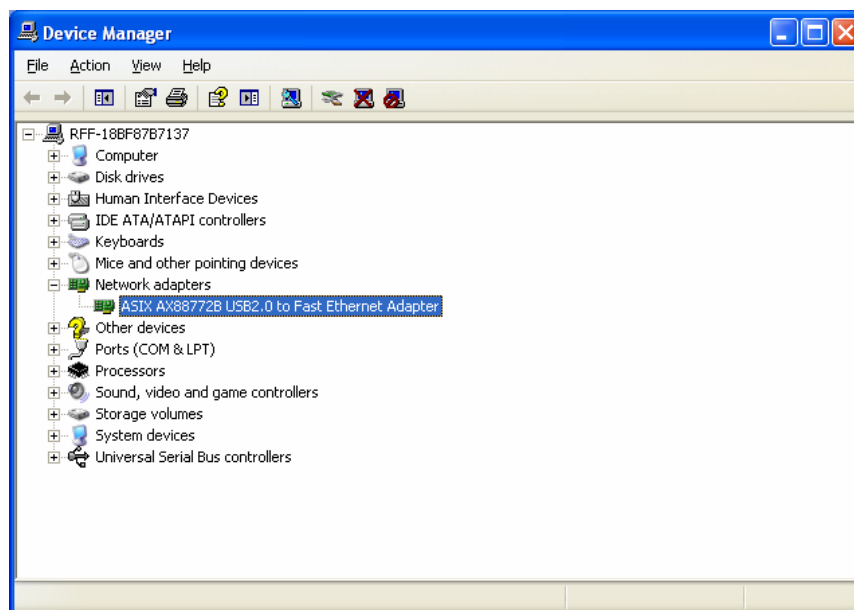 Device Manager
File Action View Help
RFF-18BF87B7137
Computer
Disk drives
Human Interface Devices
IDE ATA/ATAPI controllers
Keyboards
Mice and other pointing devices
Network adapters
ASIX AX88772B USB2.0 to Fast Ethernet Adapter
Other devices
Ports (COM & LPT)
Processors
Sound, video and game controllers
Storage volumes
System devices
Universal Serial Bus controllers